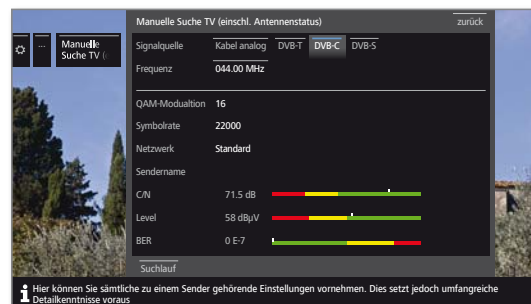 Manuelle Suche TV (einschl. Antennenstatus) zurück
...
Manuelle
Suche TV (
Signalquelle Kabel analog DVB-T DVB-C DVB-S
Frequenz 044.00 MHz
QAM-Modualtion 16
Symbolrate 22000
Netzwerk Standard
Sendername
C/N 71.5 dB
Level 58 dBµV
BER 0 E-7
Suchlauf
Hier können Sie sämtliche zu einem Sender gehörende Einstellungen vornehmen. Dies setzt jedoch umfangreiche
Detailkenntnisse voraus